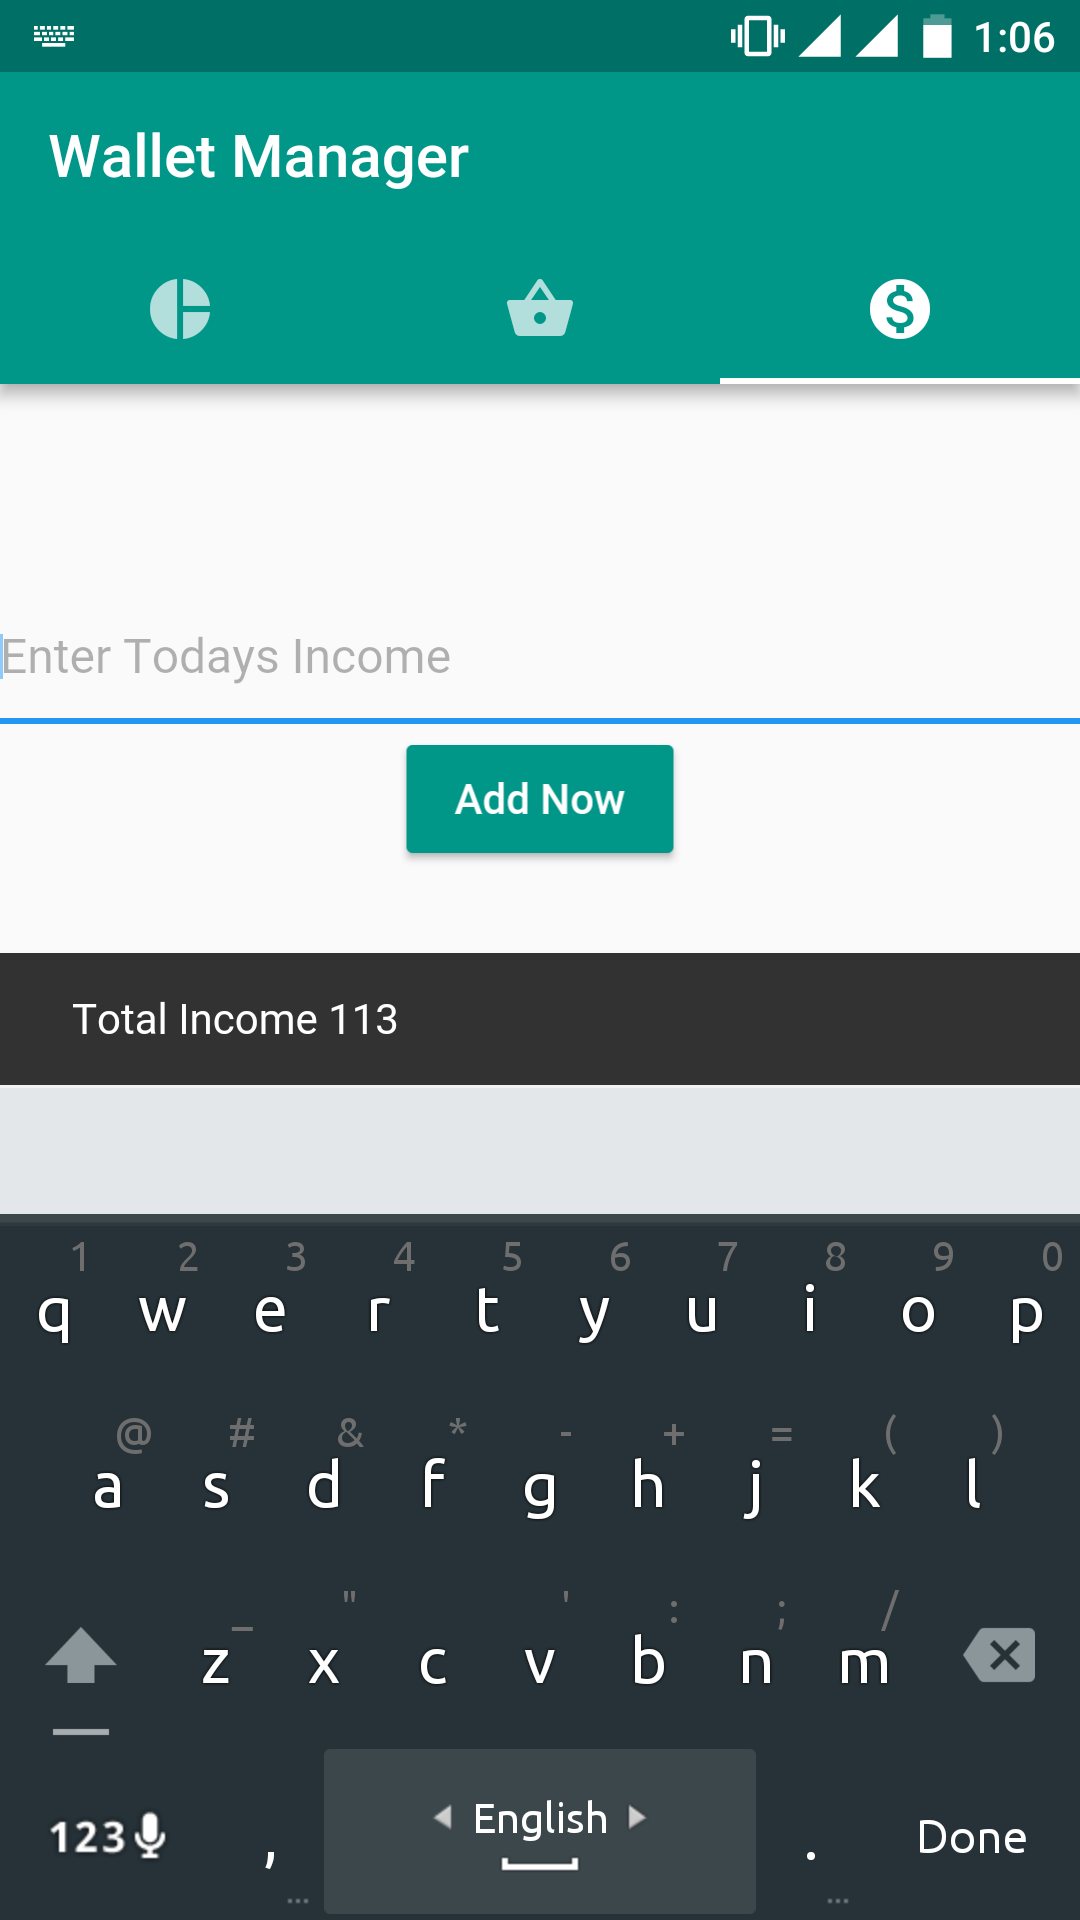 1:06
Wallet Manager
Enter Todays Income
Add Now
Total Income 113
1 2 3 4 5 6 7 8 9 0
q w e r t y u i o p
@ # & * - + = ( )
a s d f g h j k l
_ " ' : ; /
z x c v b n m
123 , English . Done
... ...